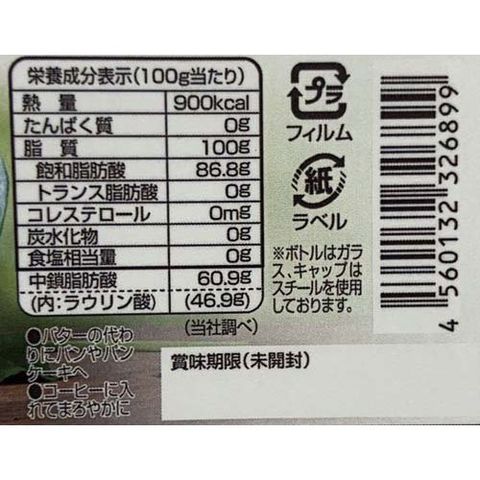 栄養成分表示(100g当たり)
熱量 900kcal
たんぱく質 0g
脂質 100g
飽和脂肪酸 86.8g
トランス脂肪酸 0g
コレステロール 0mg
炭水化物 0g
食塩相当量 0g
中鎖脂肪酸 60.9g
(内:ラウリン酸) (46.9g)
(当社調べ)
●バターの代わ
りにパンやパン
ケーキへ
●コーヒーに入
れてまろやかに
プラ
フィルム
紙
ラベル
※ボトルはガラ
ス、キャップは
スチールを使用
しております。
賞味期限(未開封)
4 560132 326899